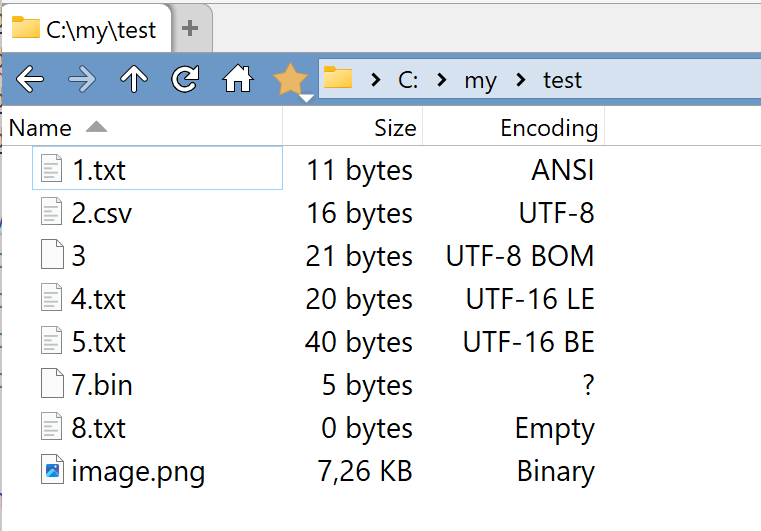 C:\my\test +
C: my test
Name Size Encoding
1.txt 11 bytes ANSI
2.csv 16 bytes UTF-8
3 21 bytes UTF-8 BOM
4.txt 20 bytes UTF-16 LE
5.txt 40 bytes UTF-16 BE
7.bin 5 bytes ?
8.txt 0 bytes Empty
image.png 7,26 KB Binary